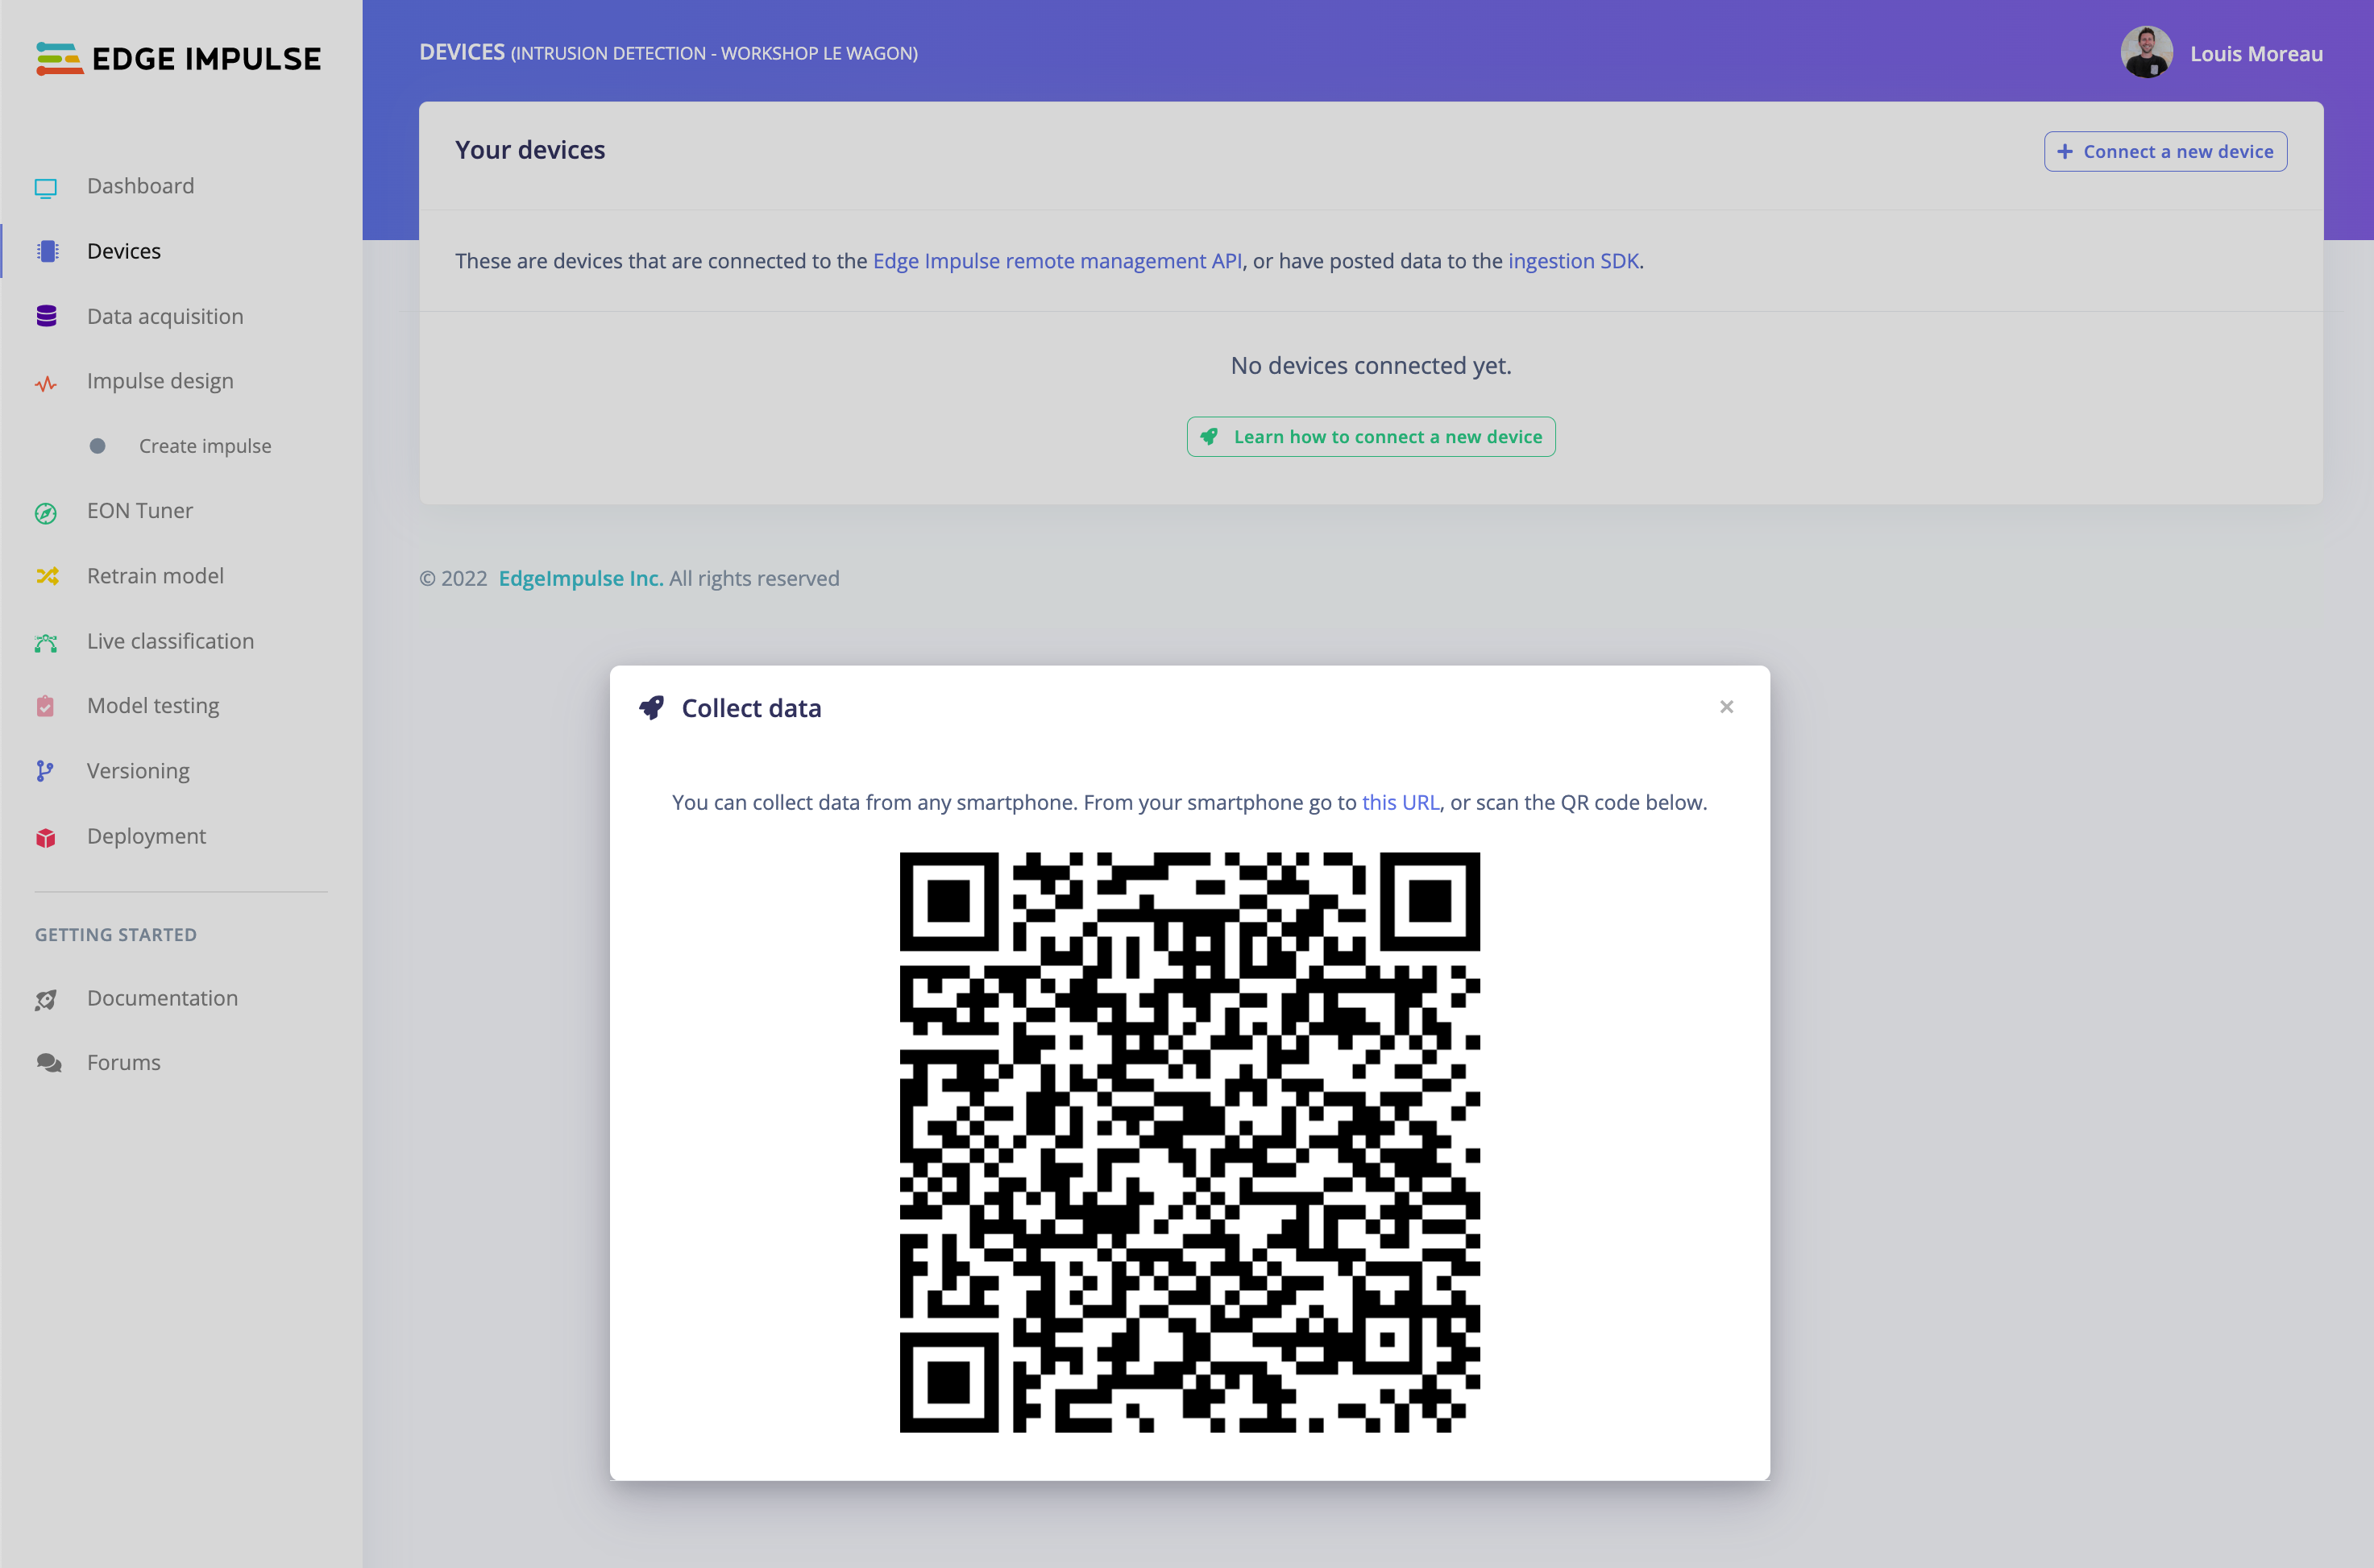 EDGE IMPULSE
Dashboard
Devices
Data acquisition
Impulse design
Create impulse
EON Tuner
Retrain model
Live classification
Model testing
Versioning
Deployment
GETTING STARTED
Documentation
Forums
DEVICES (INTRUSION DETECTION - WORKSHOP LE WAGON)
Louis Moreau
Your devices
+ Connect a new device
These are devices that are connected to the Edge Impulse remote management API, or have posted data to the ingestion SDK.
No devices connected yet.
Learn how to connect a new device
© 2022 EdgeImpulse Inc. All rights reserved
Collect data
×
You can collect data from any smartphone. From your smartphone go to this URL, or scan the QR code below.